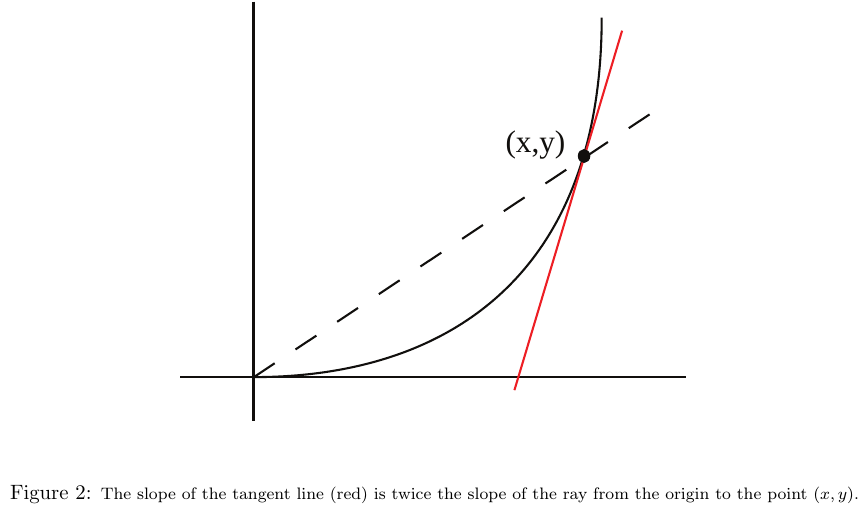 (x,y)
Figure 2: The slope of the tangent line (red) is twice the slope of the ray from the origin to the point (x, y).